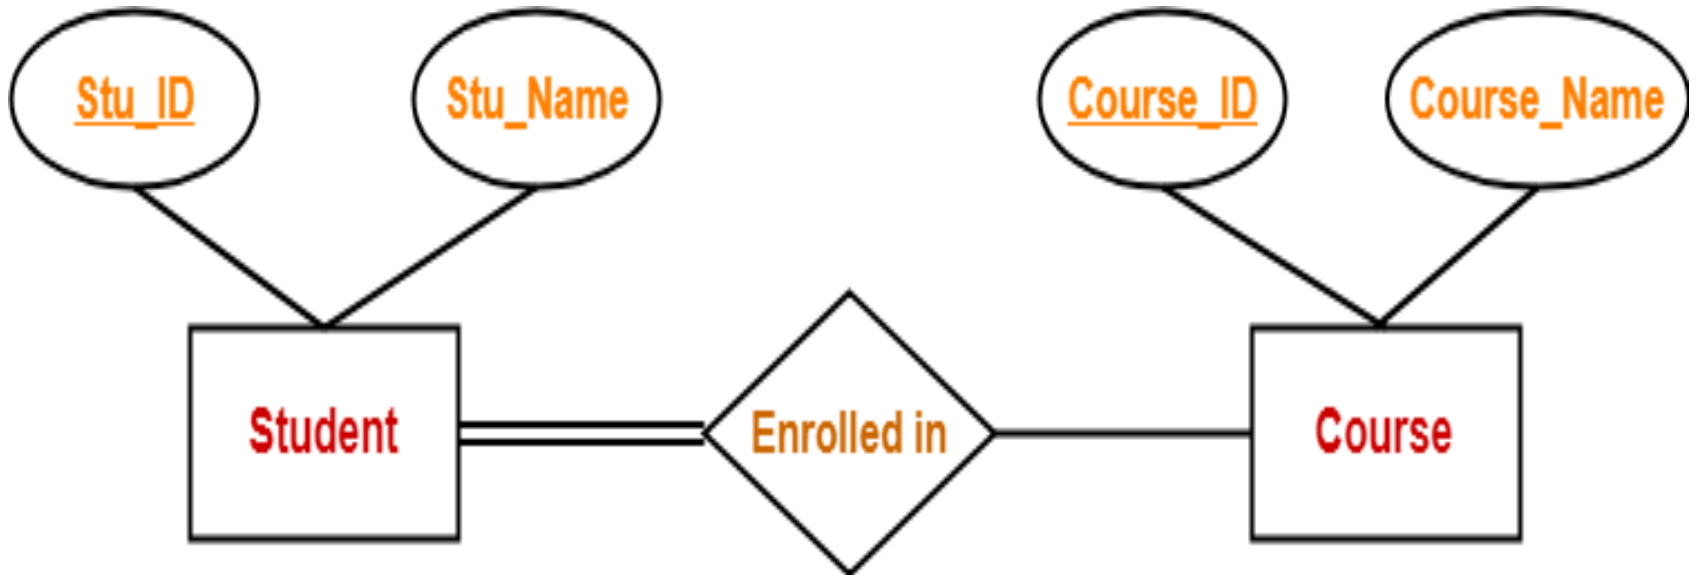 Stu_ID
Stu_Name
Course_ID
Course_Name
Student
Enrolled in
Course